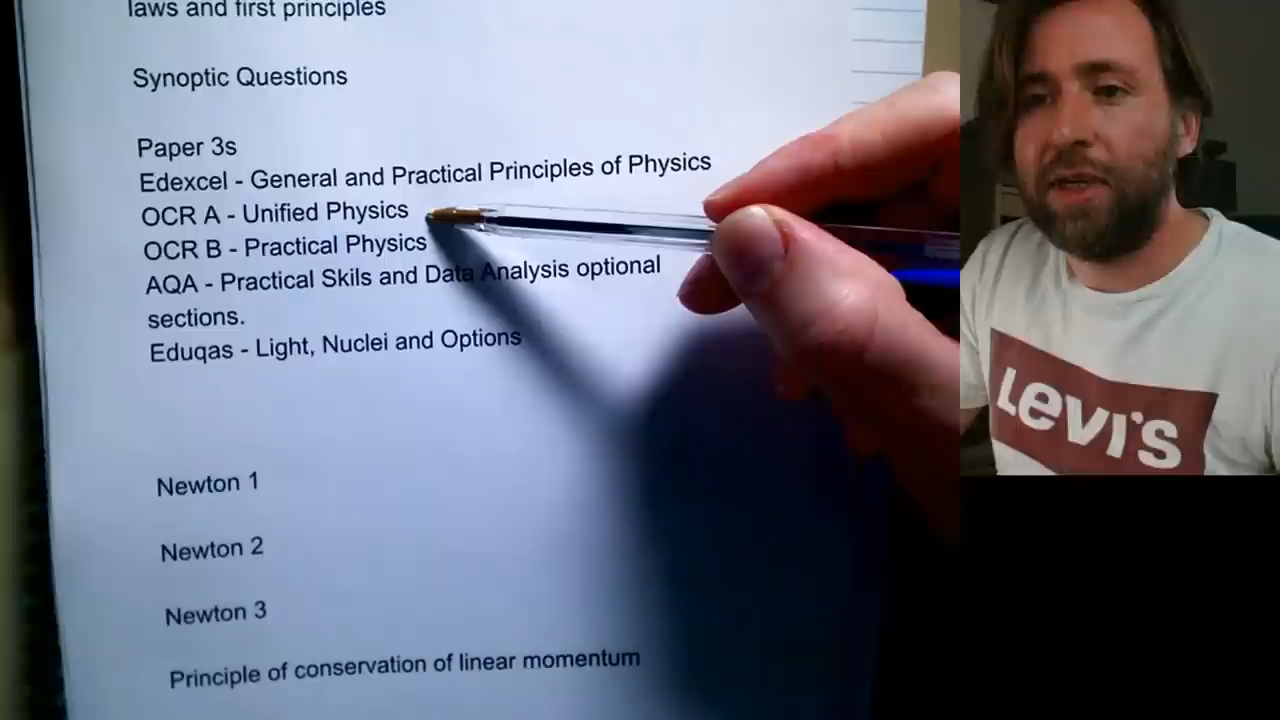 laws and first principles
Synoptic Questions
Paper 3s
Edexcel - General and Practical Principles of Physics
OCR A - Unified Physics
OCR B - Practical Physics
AQA - Practical Skils and Data Analysis optional
sections.
Eduqas - Light, Nuclei and Options
Newton 1
Newton 2
Newton 3
Principle of conservation of linear momentum
Levi's